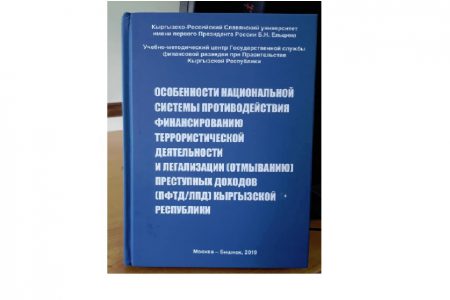 Кыргызско-Российский Славянский университет
имени первого Президента России Б.Н. Ельцина
Учебно-методический центр Государственной службы
финансовой разведки при Правительстве
Кыргызской Республики
ОСОБЕННОСТИ НАЦИОНАЛЬНОЙ
СИСТЕМЫ ПРОТИВОДЕЙСТВИЯ
ФИНАНСИРОВАНИЮ
ТЕРРОРИСТИЧЕСКОЙ
ДЕЯТЕЛЬНОСТИ
И ЛЕГАЛИЗАЦИИ (ОТМЫВАНИЮ)
ПРЕСТУПНЫХ ДОХОДОВ
(ПФТД/ЛПД) КЫРГЫЗСКОЙ
РЕСПУБЛИКИ
Москва – Бишкек, 2019